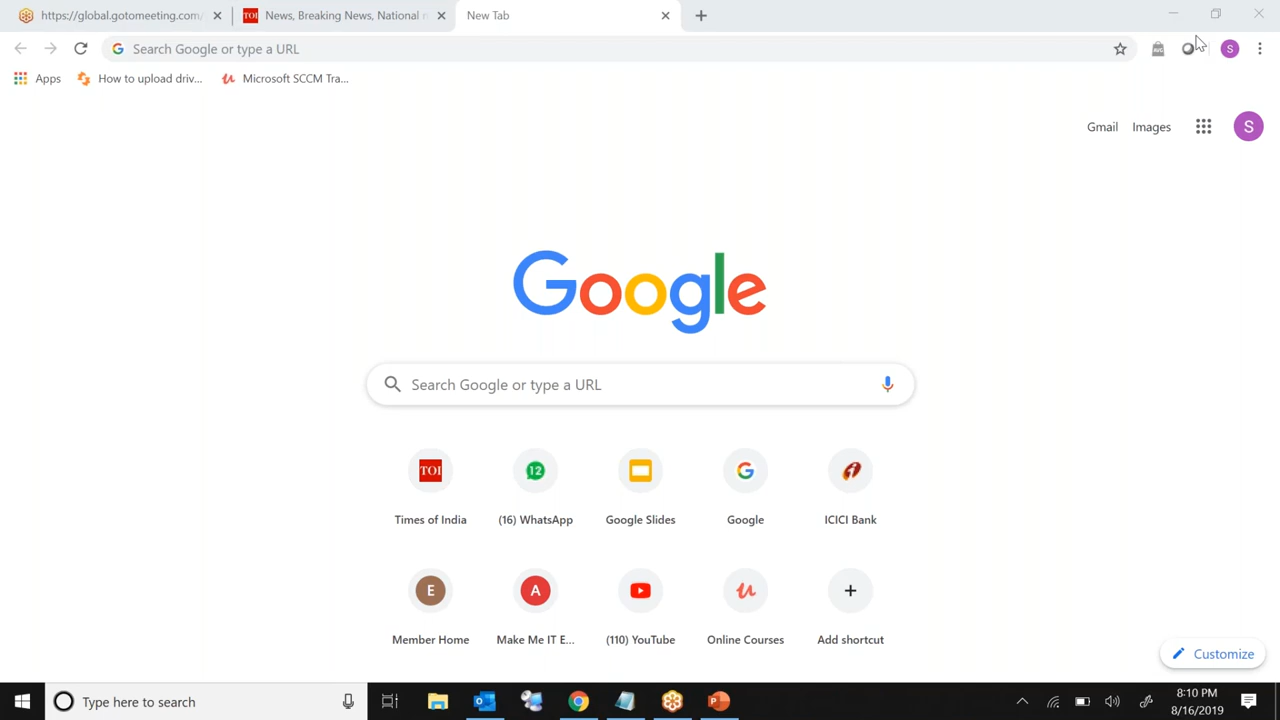 https://global.gotomeeting.com/
TOI News, Breaking News, National n
New Tab
Search Google or type a URL
AVG
S
Apps
How to upload driv...
Microsoft SCCM Tra...
Gmail
Images
S
Google
Search Google or type a URL
TOI
12
Times of India
(16) WhatsApp
Google Slides
Google
ICICI Bank
E
A
Member Home
Make Me IT E...
(110) YouTube
Online Courses
Add shortcut
Customize
Type here to search
8:10 PM
8/16/2019